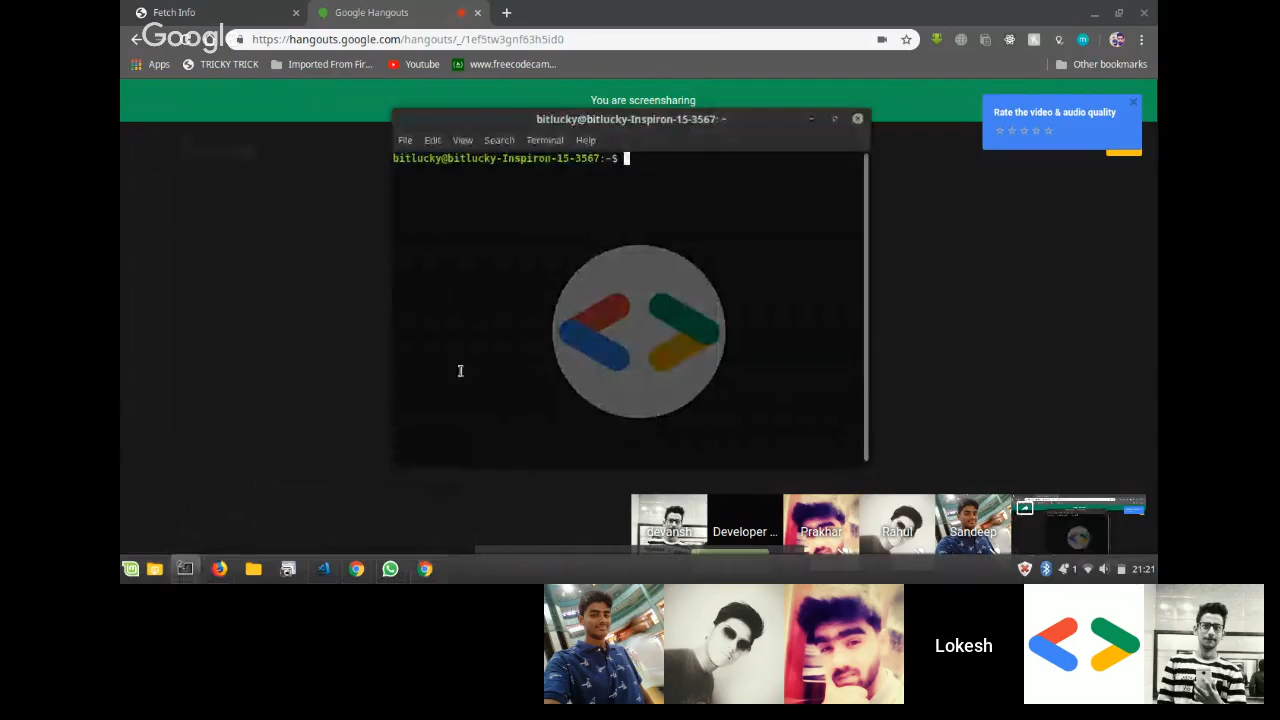 Fetch Info
Google Hangouts
Google
https://hangouts.google.com/hangouts/_/1ef5tw3gnf63h5id0
Apps
TRICKY TRICK
Imported From Fir...
Youtube
www.freecodecam...
Other bookmarks
You are screensharing
Rate the video & audio quality
bitlucky@bitlucky-Inspiron-15-3567: ~
File Edit View Search Terminal Help
bitlucky@bitlucky-Inspiron-15-3567:~$
devansh
Developer ...
Prakhar
Rahul
Sandeep
1
21:21
Lokesh